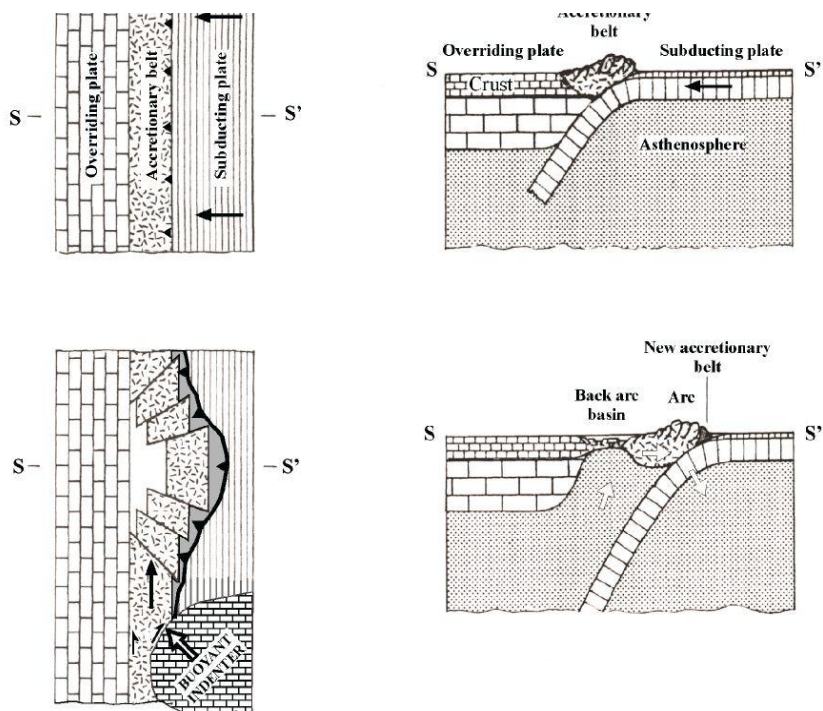 Overriding plate
Accretionary belt
Subducting plate
S
S'
Accretionary
belt
Overriding plate
Subducting plate
S
S'
Crust
Asthenosphere
S
S'
BUOYANT
INDENTER
New accretionary
belt
Back arc
basin
Arc
S
S'